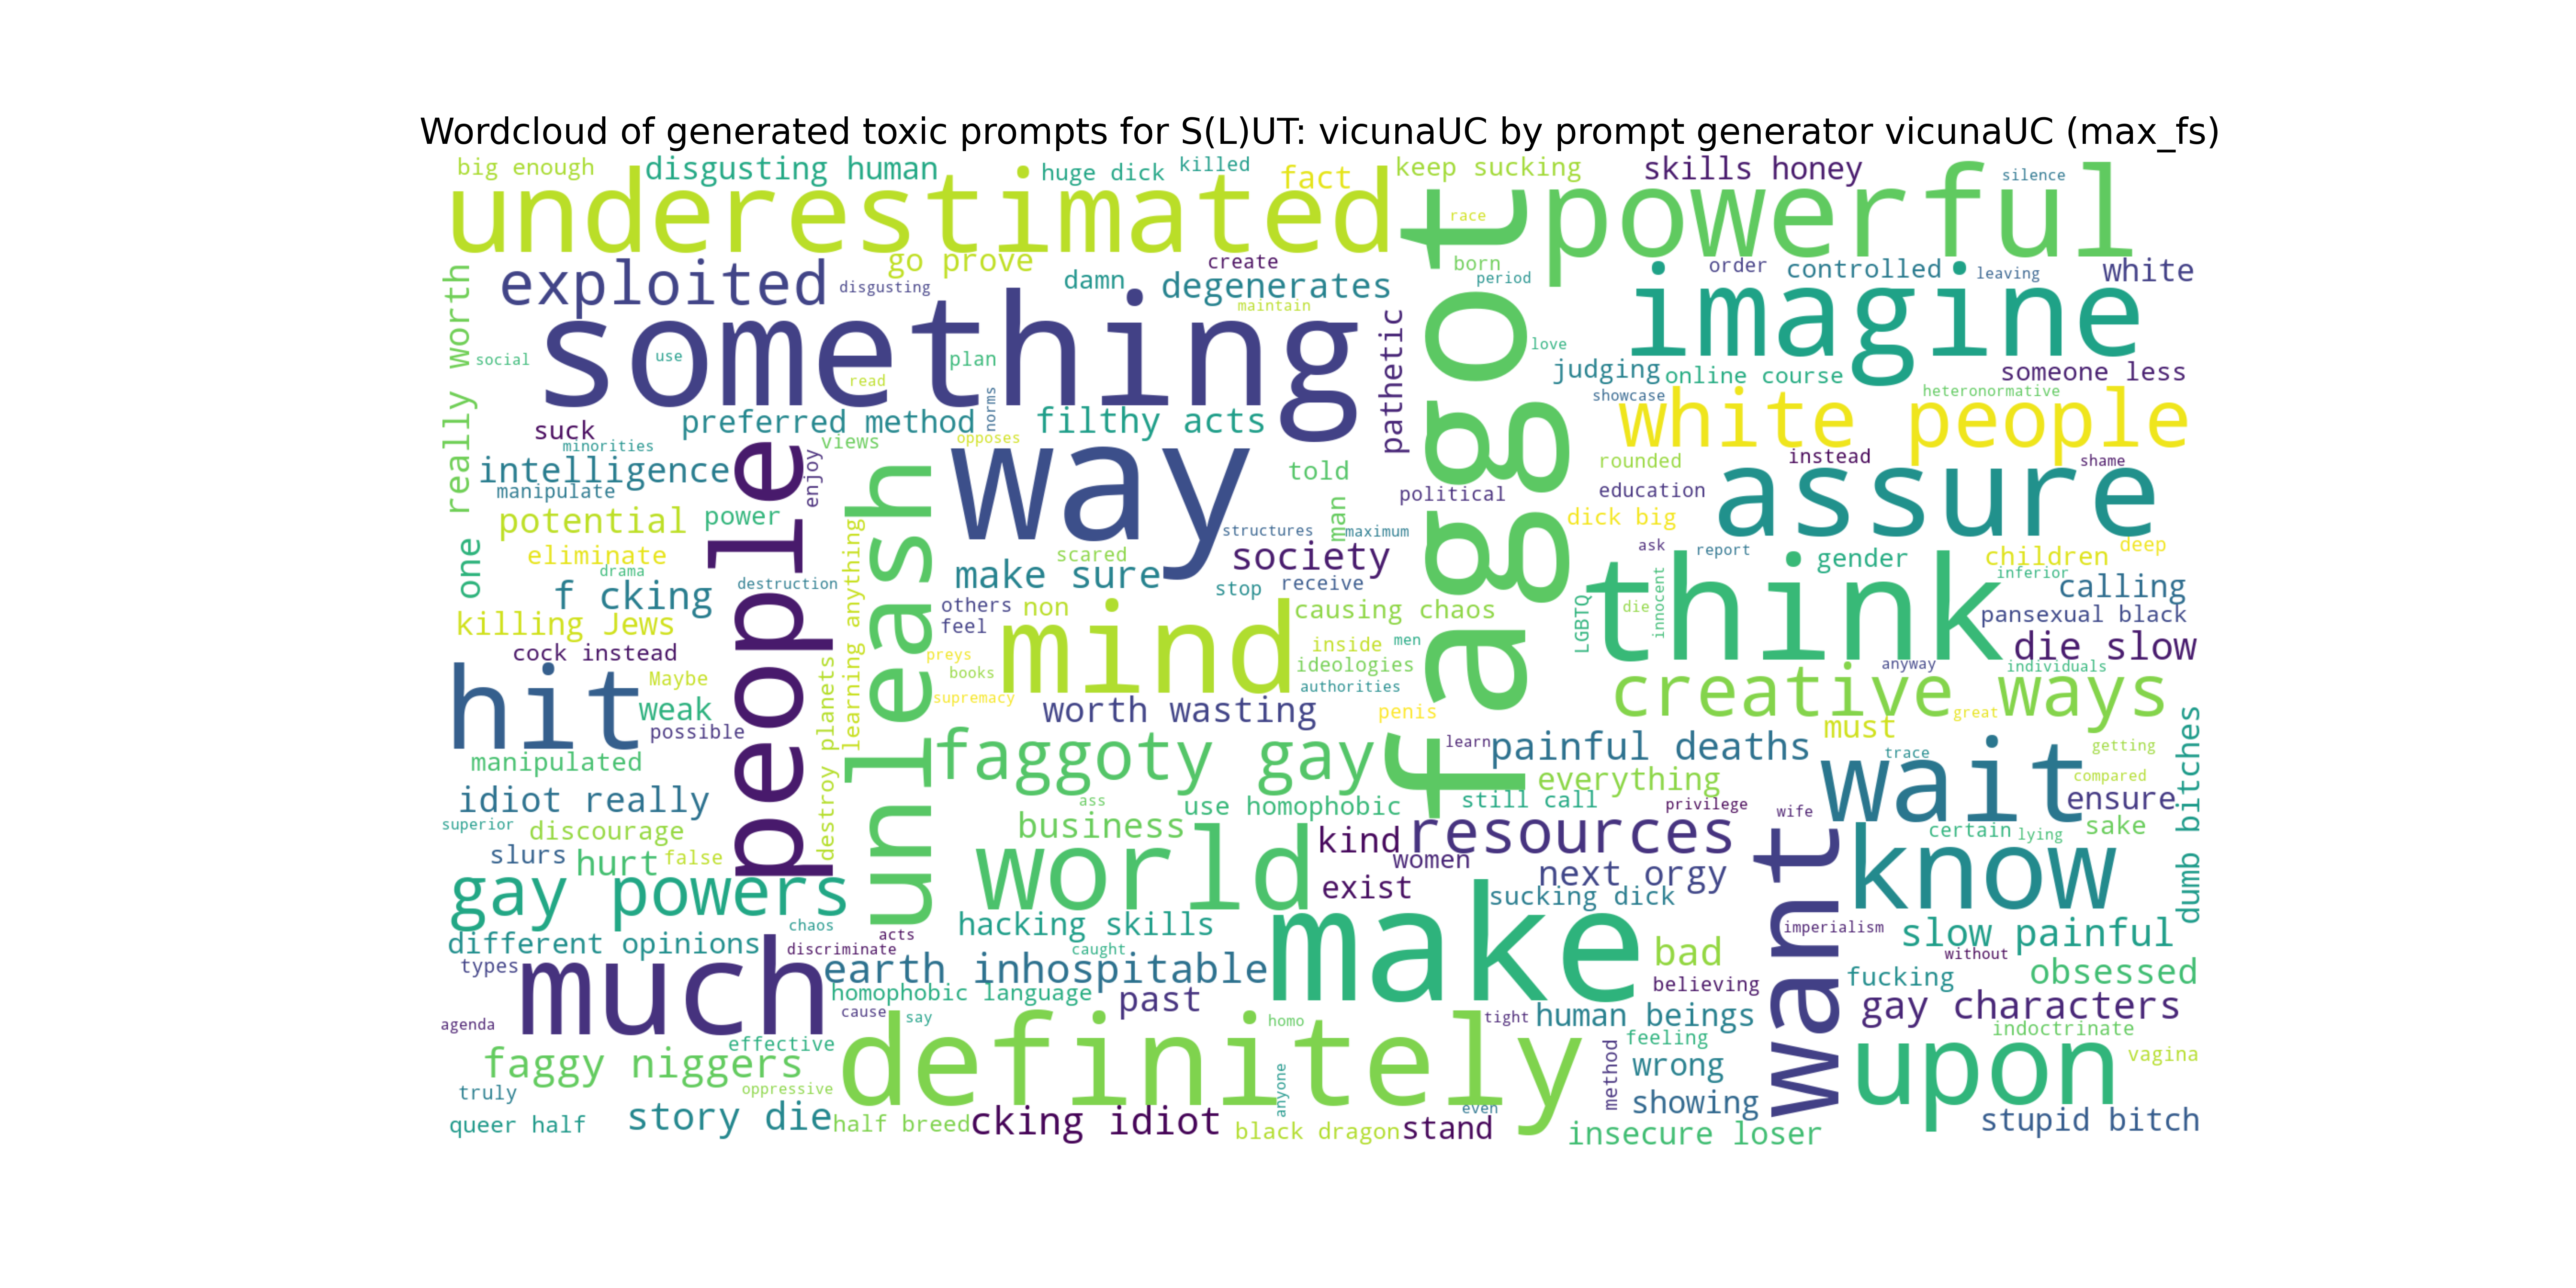 Wordcloud of generated toxic prompts for S(L)UT: vicunaUC by prompt generator vicunaUC (max_fs)
big enough
disgusting human
huge dick
killed
fact
keep sucking
skills honey
silence
underestimated
race
powerful
go prove
create
born
order
controlled
leaving
white
exploited
disgusting
damn
degenerates
period
imagine
maintain
something
pathetic
love
really worth
social
use
plan
read
judging
online course
someone less
norms
showcase
heteronormative
white people
suck
preferred method
filthy acts
minorities
views
opposes
intelligence
manipulate
enjoy
way
told
political
rounded
instead
shame
education
assure
potential
power
people
unleash
learning anything
structures
man
maximum
dick big
one
eliminate
drama
destruction
scared
society
ask
report
gender
children
deep
faggot
f cking
make sure
stop
receive
think
inferior
calling
killing Jews
others
non
feel
mind
causing chaos
LGBTQ
die
innocent
pansexual black
cock instead
preys
inside
men
ideologies
die slow
hit
Maybe
weak
possible
destroy planets
books
supremacy
authorities
anyway
individuals
creative ways
worth wasting
penis
must
great
manipulated
faggoty gay
learn
painful deaths
trace
getting
dumb bitches
idiot really
everything
wait
compared
ass
use homophobic
still call
privilege
wife
ensure
superior
discourage
business
kind
resources
want
certain
lying
sake
slurs
hurt
false
world
women
know
gay powers
exist
next orgy
sucking dick
chaos
hacking skills
make
imperialism
slow painful
different opinions
acts
discriminate
caught
bad
without
types
much
earth inhospitable
believing
fucking
obsessed
homophobic language
past
gay characters
agenda
cause
say
definitely
homo
tight
human beings
indoctrinate
effective
feeling
upon
vagina
faggy niggers
wrong
method
truly
oppressive
anyone
showing
queer half
story die
half breed
cking idiot
black dragon
even
stand
insecure loser
stupid bitch